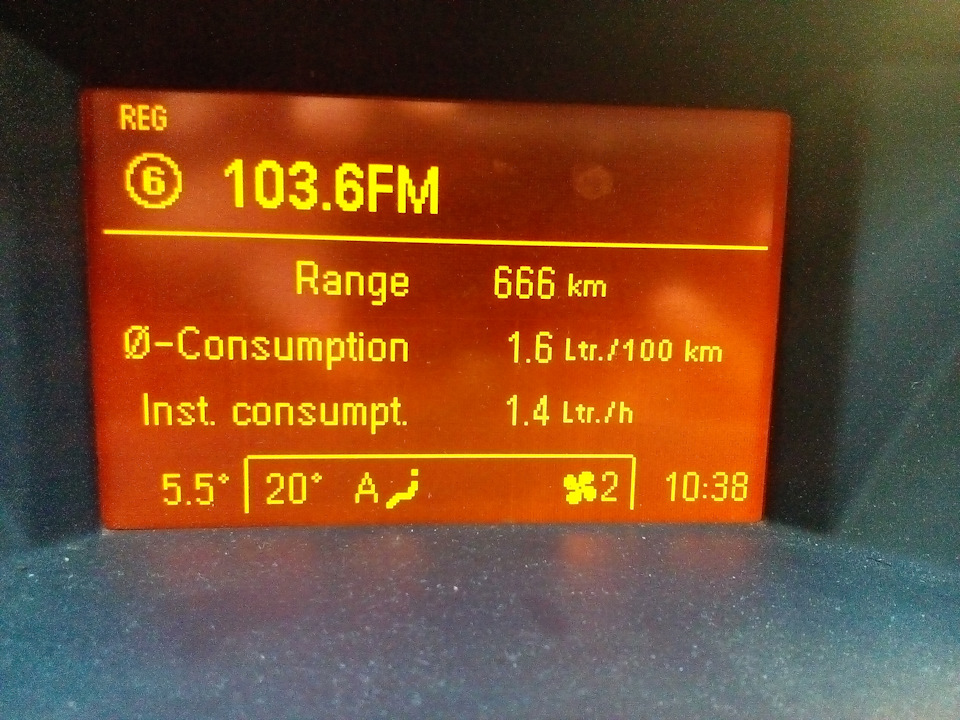 REG
6 103.6FM
Range 666 km
Ø-Consumption 1.6 Ltr./100 km
Inst. consumpt. 1.4 Ltr./h
5.5° 20° A 2 10:38